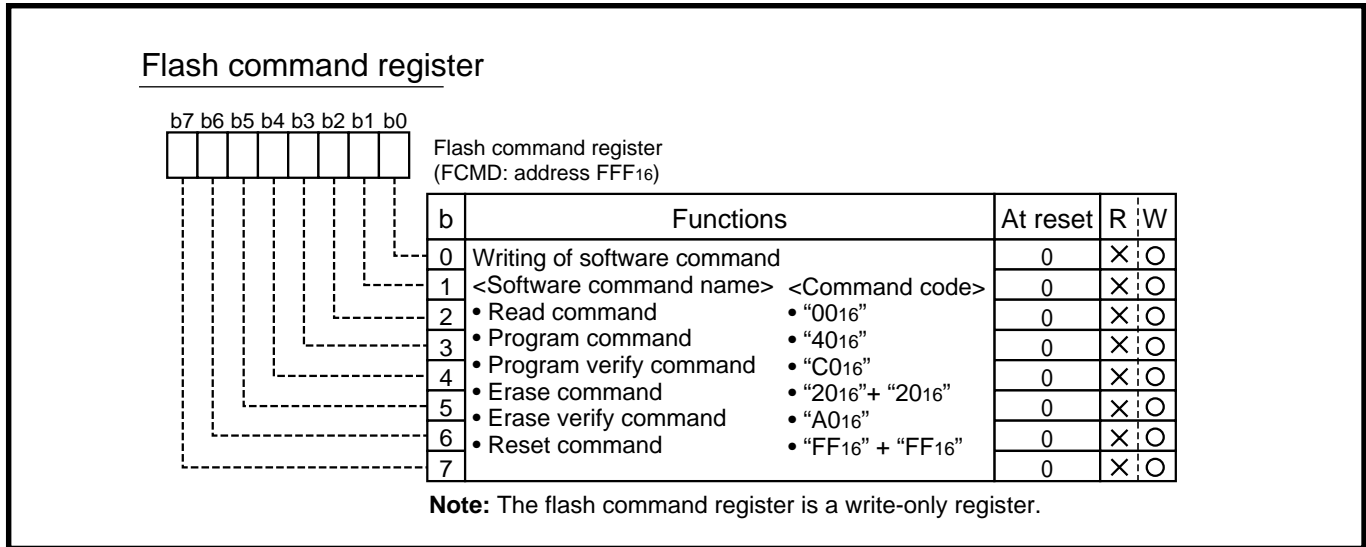 Flash command register
b7 b6 b5 b4 b3 b2 b1 b0
Flash command register
(FCMD: address FFF16)
b Functions At reset R W
0 Writing of software command 0 × ○
1 <Software command name> <Command code> 0 × ○
2 • Read command • “0016” 0 × ○
3 • Program command • “4016” 0 × ○
4 • Program verify command • “C016” 0 × ○
5 • Erase command • “2016”+ “2016” 0 × ○
6 • Erase verify command • “A016” 0 × ○
7 • Reset command • “FF16” + “FF16” 0 × ○
Note: The flash command register is a write-only register.